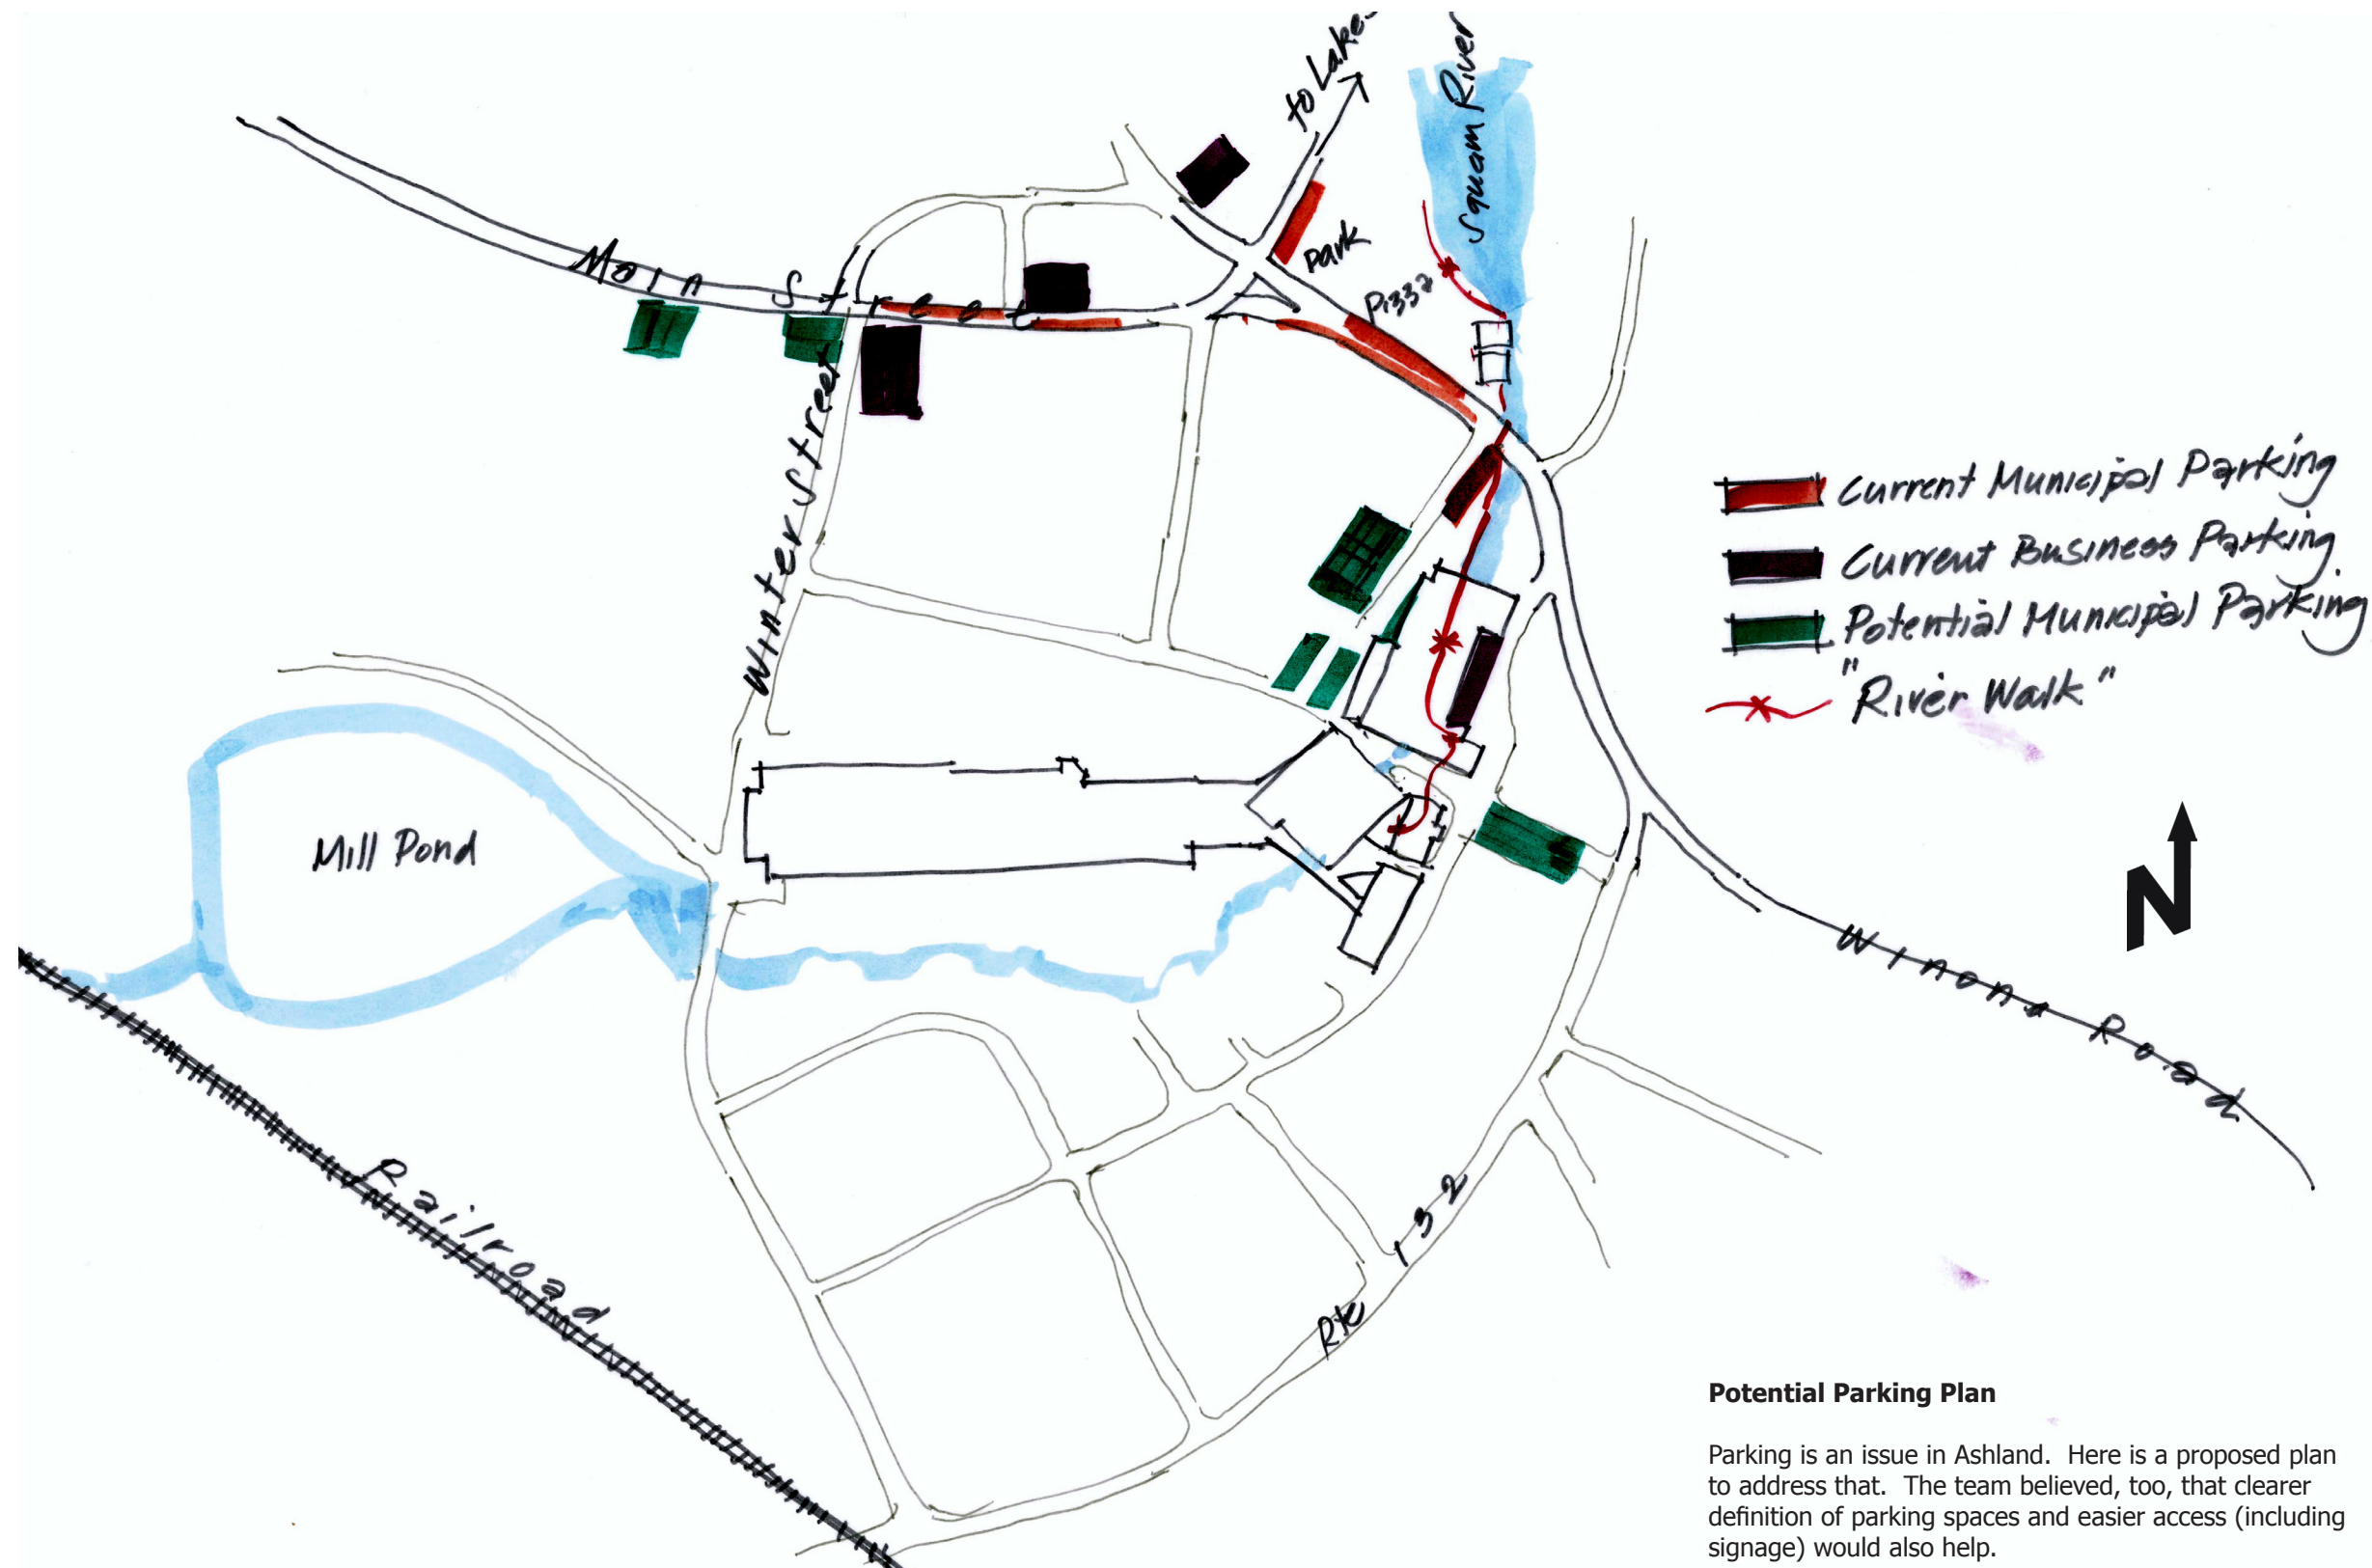 to Lake-
Squam River
Park
Pizza
Main Street
Winter Street
Current Municipal Parking
Current Business Parking
Potential Municipal Parking
"River Walk"
Mill Pond
N
Winona Road
Railroad
Rte 132
Potential Parking Plan
Parking is an issue in Ashland. Here is a proposed plan
to address that. The team believed, too, that clearer
definition of parking spaces and easier access (including
signage) would also help.